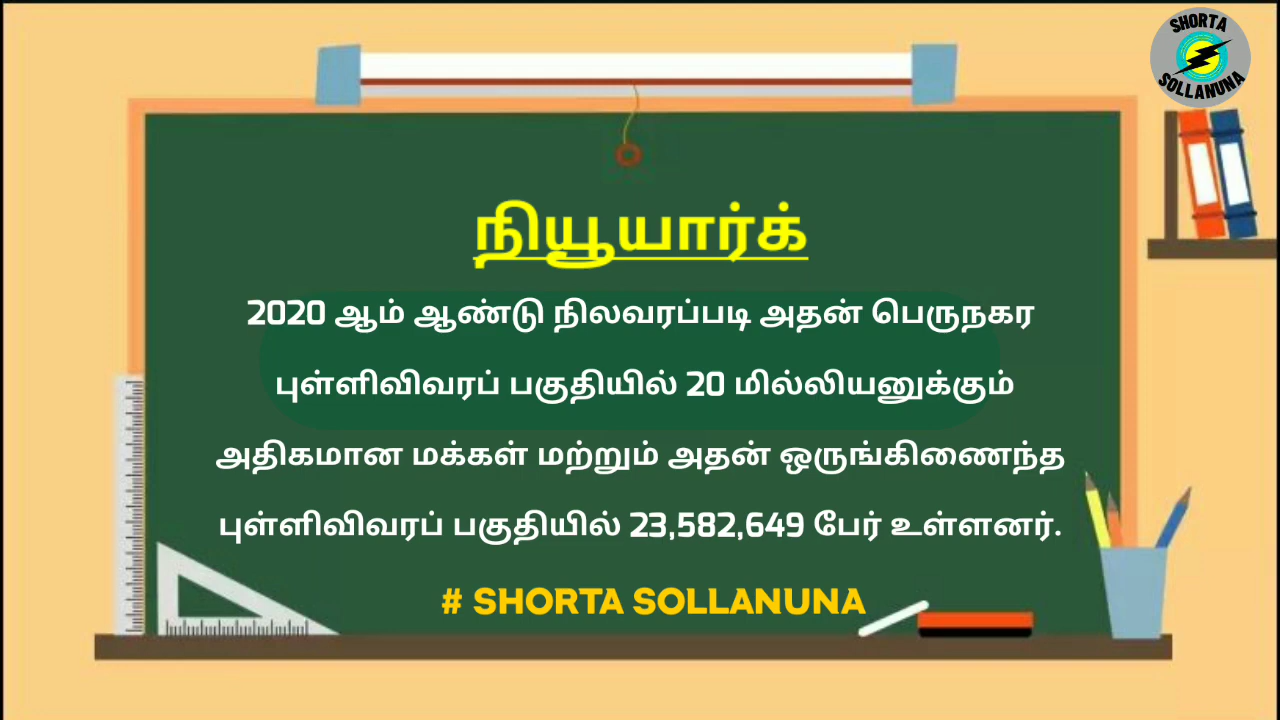 SHORTA
SOLLANUNA
நியூயார்க்
2020 ஆம் ஆண்டு நிலவரப்படி அதன் பெருநகர
புள்ளிவிவரப் பகுதியில் 20 மில்லியனுக்கும்
அதிகமான மக்கள் மற்றும் அதன் ஒருங்கிணைந்த
புள்ளிவிவரப் பகுதியில் 23,582,649 பேர் உள்ளனர்.
# SHORTA SOLLANUNA